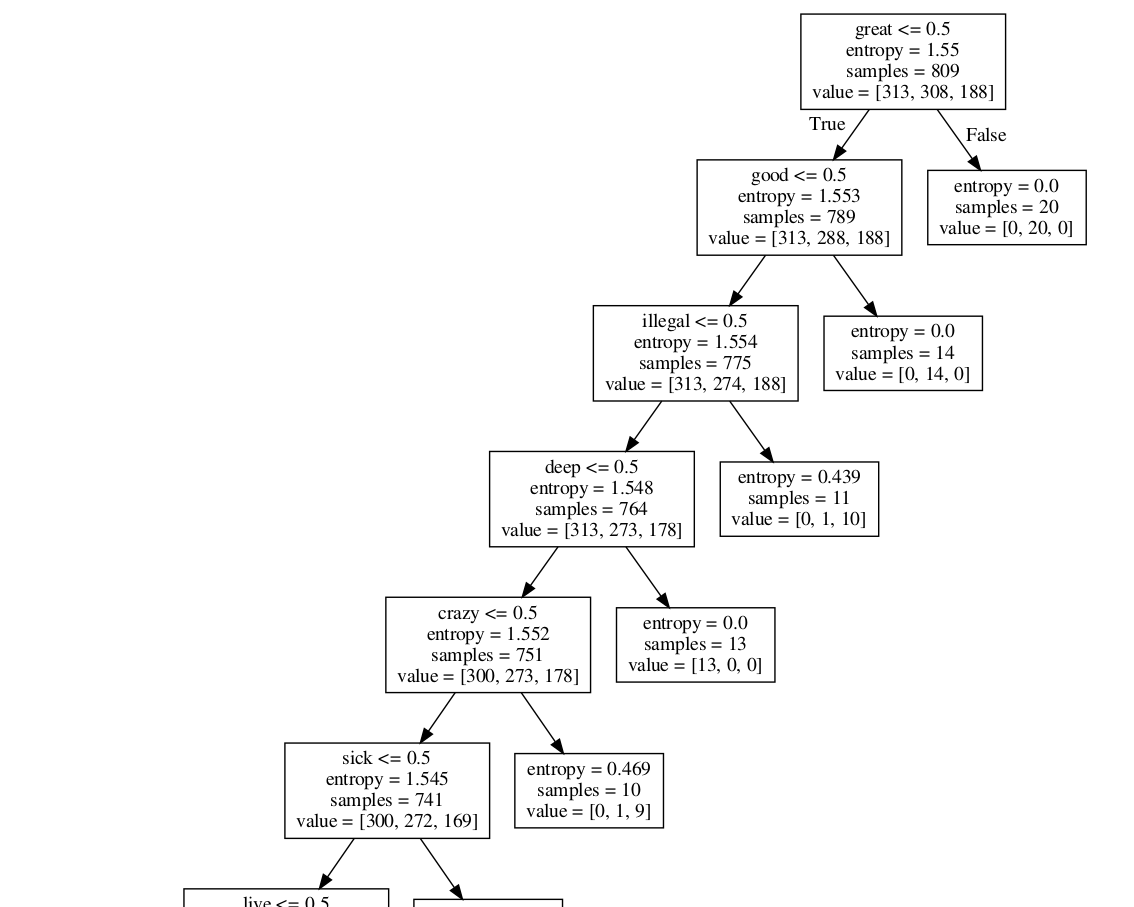 great <= 0.5
entropy = 1.55
samples = 809
value = [313, 308, 188]
True
False
good <= 0.5
entropy = 1.553
samples = 789
value = [313, 288, 188]
entropy = 0.0
samples = 20
value = [0, 20, 0]
illegal <= 0.5
entropy = 1.554
samples = 775
value = [313, 274, 188]
entropy = 0.0
samples = 14
value = [0, 14, 0]
deep <= 0.5
entropy = 1.548
samples = 764
value = [313, 273, 178]
entropy = 0.439
samples = 11
value = [0, 1, 10]
crazy <= 0.5
entropy = 1.552
samples = 751
value = [300, 273, 178]
entropy = 0.0
samples = 13
value = [13, 0, 0]
sick <= 0.5
entropy = 1.545
samples = 741
value = [300, 272, 169]
entropy = 0.469
samples = 10
value = [0, 1, 9]
live <= 0.5